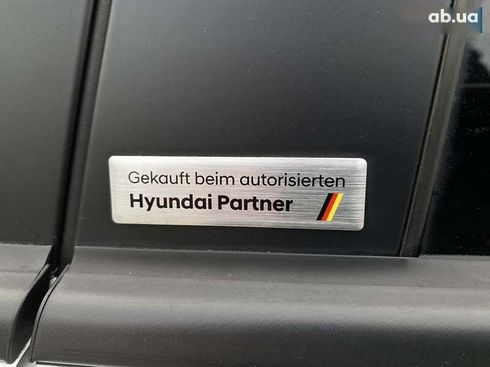 ab.ua
Gekauft beim autorisierten
Hyundai Partner